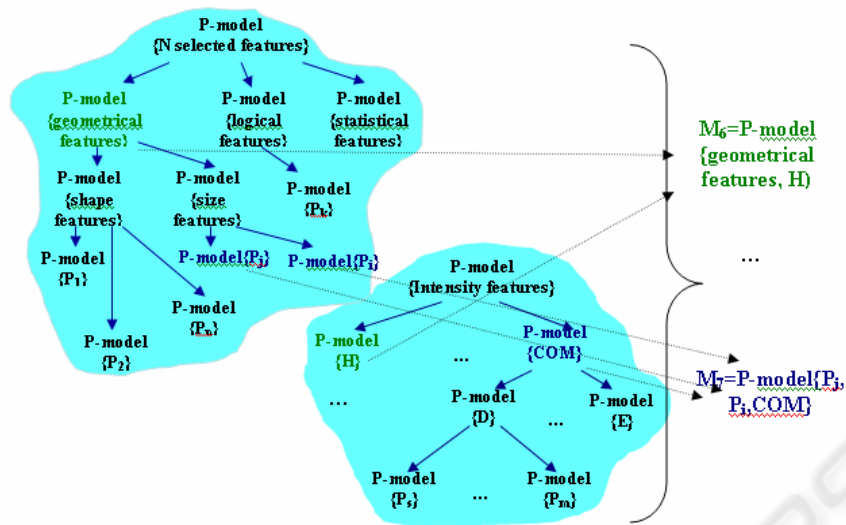 P-model
{N selected features}
P-model
{geometrical
features}
P-model
{logical
features}
P-model
{statistical
features}
P-model
{shape
features}
P-model
{size
features}
P-model
{Pk}
P-model
{P1}
P-model{Pj}
P-model{Pi}
P-model
{P2}
P-model
{Pn}
P-model
{Intensity features}
P-model
{H}
...
P-model
{COM}
...
P-model
{D}
...
P-model
{E}
P-model
{Ps}
...
P-model
{Pm}
M6=P-model
{geometrical
features, H)
...
M7=P-model{Pj,
Pi,COM}